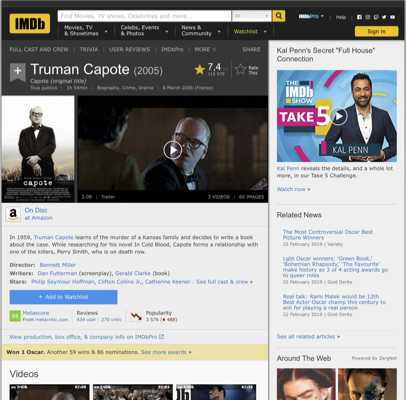 IMDb
Find Movies, TV shows, Celebrities and more...
All
Movies, TV
& Showtimes
Celebs, Events
& Photos
News &
Community
Watchlist
IMDbPro
Help
Sign in
FULL CAST AND CREW | TRIVIA | USER REVIEWS | IMDbPro | MORE
SHARE
Truman Capote (2005)
Capote (original title)
Tous publics | 1h 54min | Biography, Crime, Drama | 8 March 2006 (France)
7,4
Rate
This
capote
2:08 | Trailer
3 VIDEOS | 60 IMAGES
On Disc
at Amazon
In 1959, Truman Capote learns of the murder of a Kansas family and decides to write a
book about the case. While researching for his novel In Cold Blood, Capote forms a relationship with
one of the killers, Perry Smith, who is on death row.
Director: Bennett Miller
Writers: Dan Futterman (screenplay), Gerald Clarke (book)
Stars: Philip Seymour Hoffman, Clifton Collins Jr., Catherine Keener | See full cast & crew »
+ Add to Watchlist
88
Metascore
From metacritic.com
Reviews
434 user | 270 critic
Popularity
3 576 (488)
View production, box office, & company info on IMDbPro
Won 1 Oscar. Another 59 wins & 86 nominations. See more awards »
Videos
Kal Penn's Secret "Full House"
Connection
THE
IMDb
SHOW
TAKE 5
KAL PENN
Kal Penn reveals the details, and a whole lot
more, in our Take 5 Challenge.
Watch now »
Related News
The Most Controversial Oscar Best
Picture Winners
25 February 2019 | Variety
Lgbt Oscar winners: 'Green Book,'
'Bohemian Rhapsody,' 'The Favourite'
make history as 3 of 4 acting awards
go to queer roles
25 February 2019 | Gold Derby
Real talk: Rami Malek would be 12th
Best Actor Oscar champ this century to
win for playing a real person
22 February 2019 | Gold Derby
See all related articles »
Around The Web
Powered by ZergNet